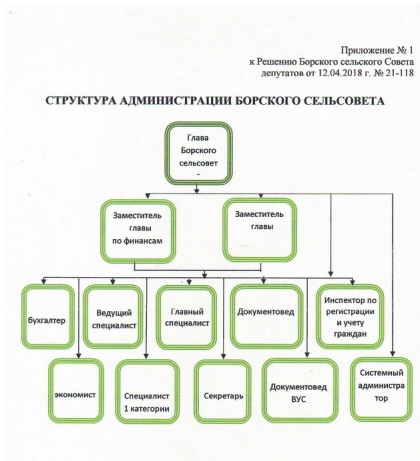 Приложение № 1
к Решению Борского сельского Совета
депутатов от 12.04.2018 г. № 21-118
СТРУКТУРА АДМИНИСТРАЦИИ БОРСКОГО СЕЛЬСОВЕТА
Глава
Борского
сельсовет
-
Заместитель
главы
по финансам
Заместитель
главы
бухгалтер
Ведущий
специалист
Главный
специалист
Документовед
Инспектор по
регистрации
и учету
граждан
экономист
Специалист
1 категории
Секретарь
Документовед
ВУС
Системный
администра
тор